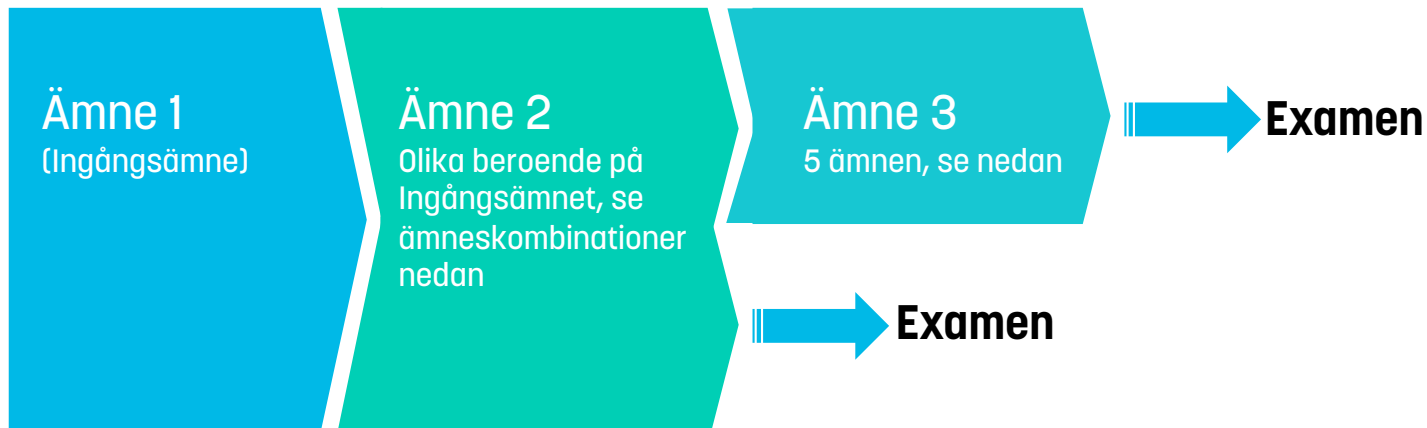 Ämne 1
(Ingångsämne)
Ämne 2
Olika beroende på
Ingångsämnet, se
ämneskombinationer
nedan
Ämne 3
5 ämnen, se nedan
Examen
Examen